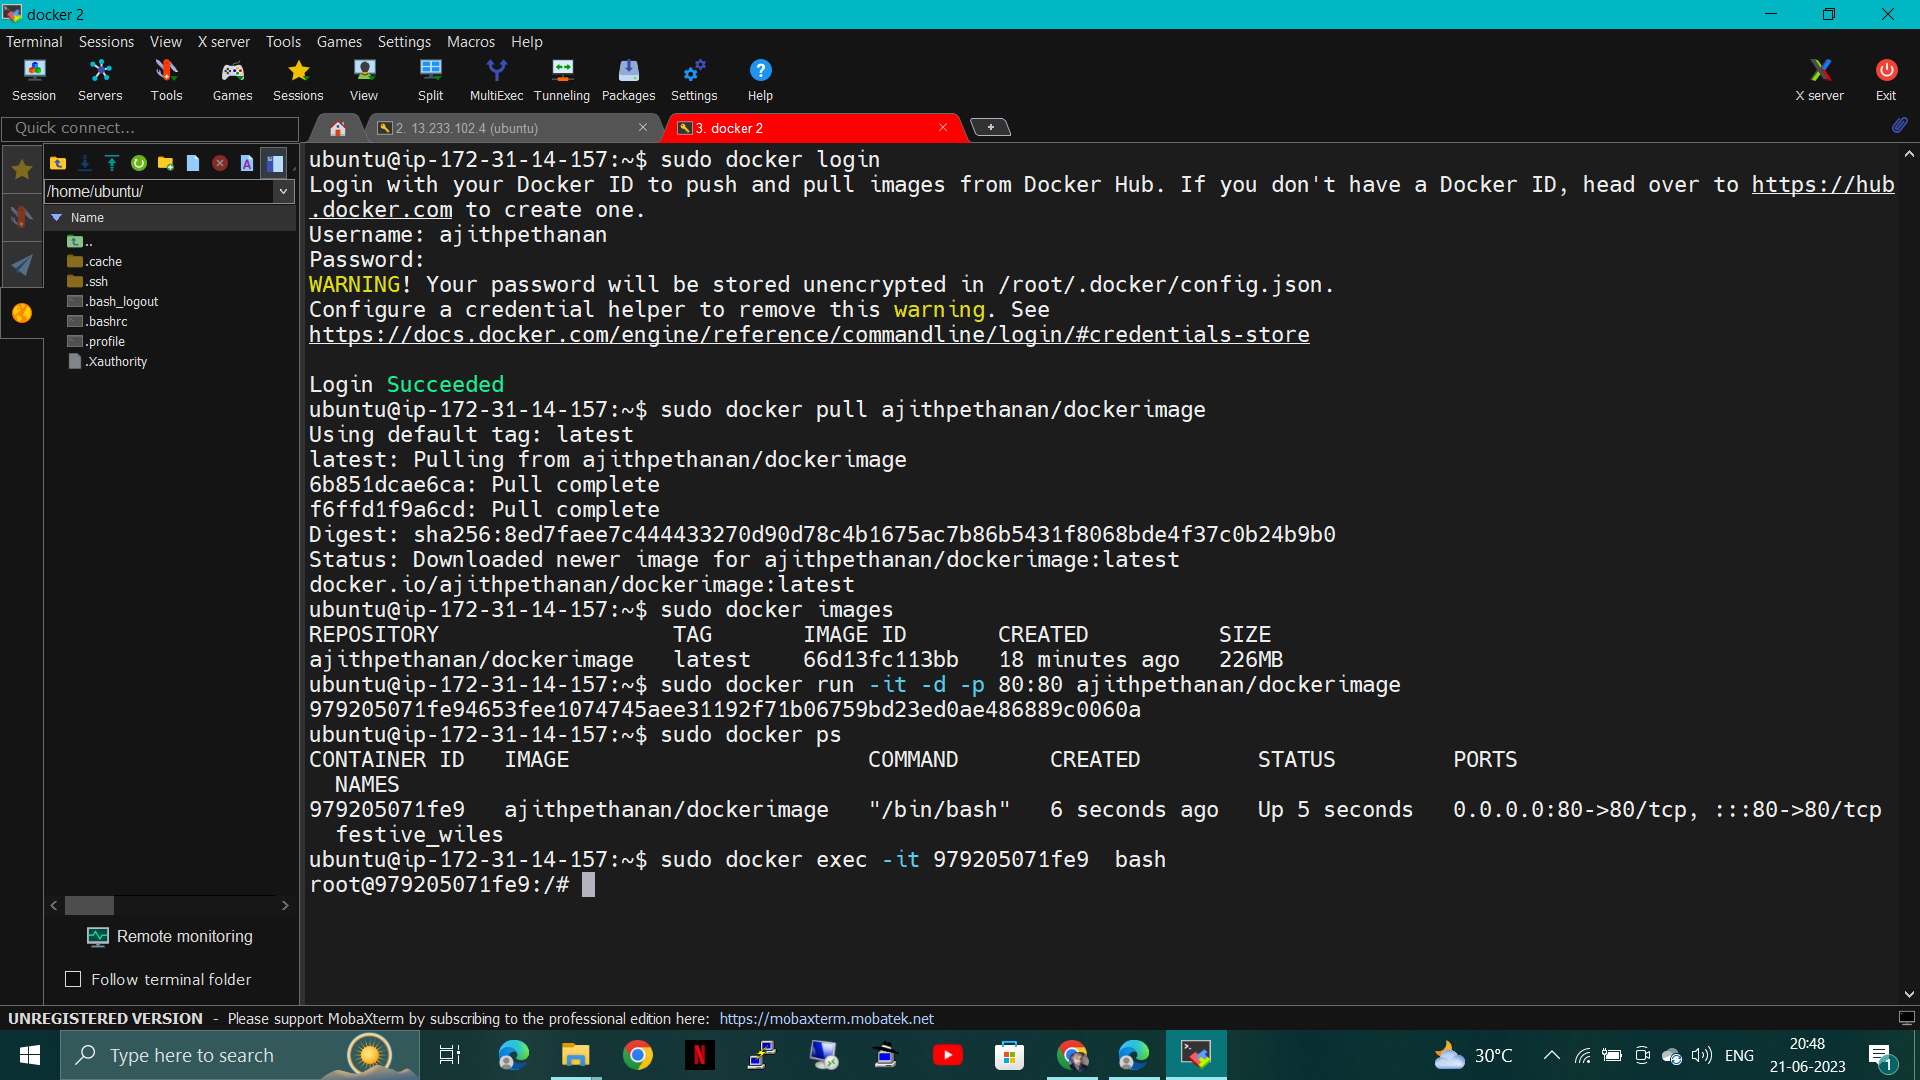 docker 2
Terminal Sessions View X server Tools Games Settings Macros Help
Session Servers Tools Games Sessions View Split MultiExec Tunneling Packages Settings Help X server Exit
Quick connect...
2. 13.233.102.4 (ubuntu)
3. docker 2
/home/ubuntu/
Name
..
.cache
.ssh
.bash_logout
.bashrc
.profile
.Xauthority
Remote monitoring
Follow terminal folder
ubuntu@ip-172-31-14-157:~$ sudo docker login
Login with your Docker ID to push and pull images from Docker Hub. If you don't have a Docker ID, head over to https://hub
.docker.com to create one.
Username: ajithpethanan
Password:
WARNING! Your password will be stored unencrypted in /root/.docker/config.json.
Configure a credential helper to remove this warning. See
https://docs.docker.com/engine/reference/commandline/login/#credentials-store
Login Succeeded
ubuntu@ip-172-31-14-157:~$ sudo docker pull ajithpethanan/dockerimage
Using default tag: latest
latest: Pulling from ajithpethanan/dockerimage
6b851dcae6ca: Pull complete
f6ffd1f9a6cd: Pull complete
Digest: sha256:8ed7faee7c444433270d90d78c4b1675ac7b86b5431f8068bde4f37c0b24b9b0
Status: Downloaded newer image for ajithpethanan/dockerimage:latest
docker.io/ajithpethanan/dockerimage:latest
ubuntu@ip-172-31-14-157:~$ sudo docker images
REPOSITORY TAG IMAGE ID CREATED SIZE
ajithpethanan/dockerimage latest 66d13fc113bb 18 minutes ago 226MB
ubuntu@ip-172-31-14-157:~$ sudo docker run -it -d -p 80:80 ajithpethanan/dockerimage
979205071fe94653fee1074745aee31192f71b06759bd23ed0ae486889c0060a
ubuntu@ip-172-31-14-157:~$ sudo docker ps
CONTAINER ID IMAGE COMMAND CREATED STATUS PORTS
NAMES
979205071fe9 ajithpethanan/dockerimage "/bin/bash" 6 seconds ago Up 5 seconds 0.0.0.0:80->80/tcp, :::80->80/tcp
festive_wiles
ubuntu@ip-172-31-14-157:~$ sudo docker exec -it 979205071fe9 bash
root@979205071fe9:/#
UNREGISTERED VERSION - Please support MobaXterm by subscribing to the professional edition here: https://mobaxterm.mobatek.net
Type here to search
30°C
ENG
20:48
21-06-2023
1